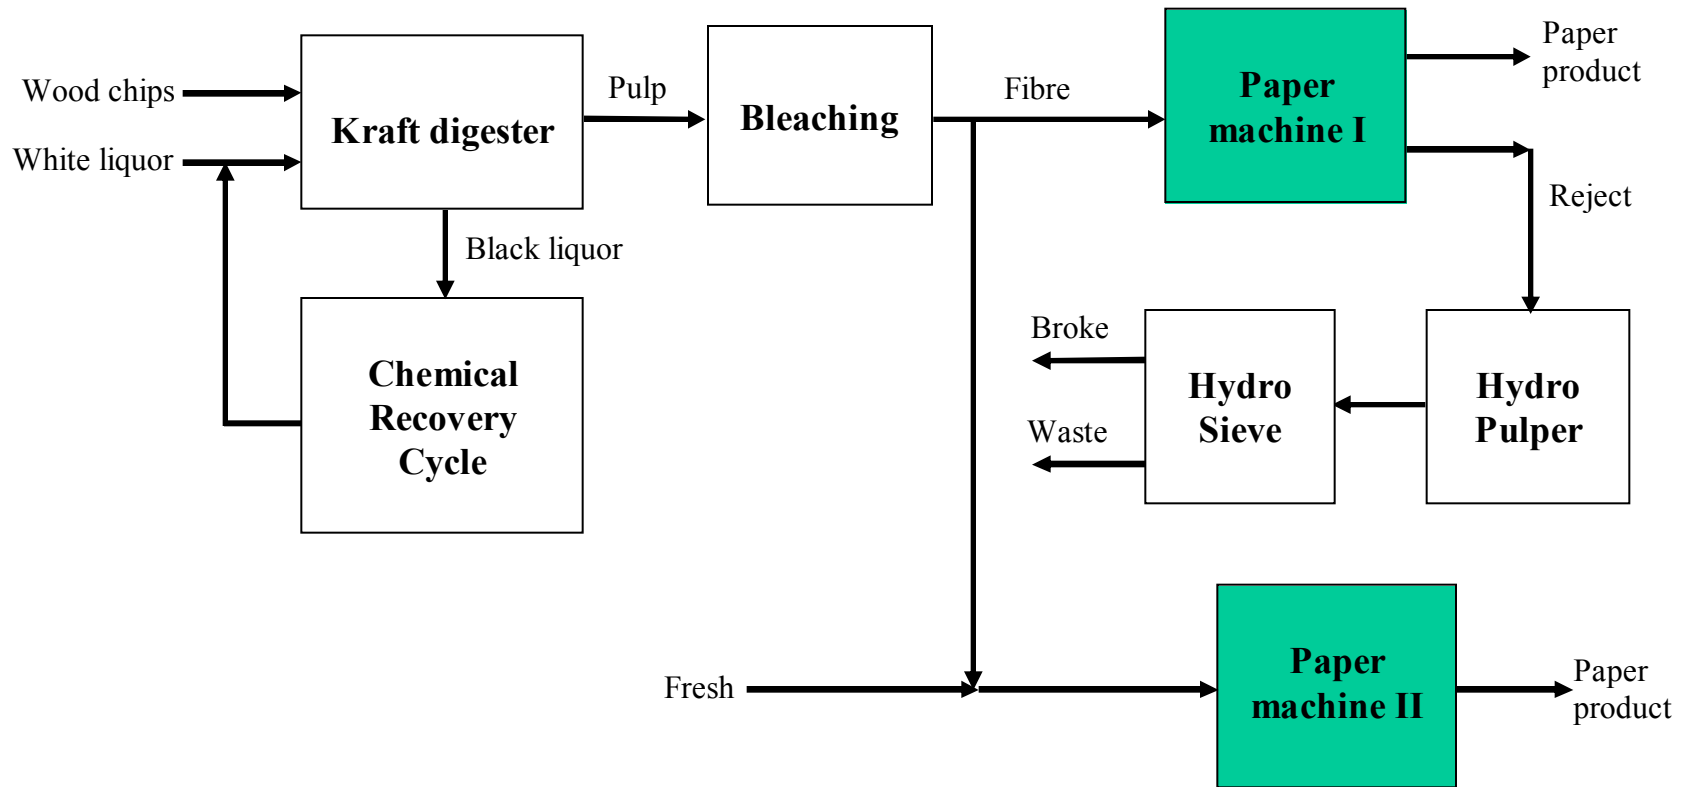 Wood chips
White liquor
Kraft digester
Black liquor
Chemical
Recovery
Cycle
Pulp
Bleaching
Fibre
Paper
machine I
Paper
product
Reject
Hydro
Pulper
Hydro
Sieve
Broke
Waste
Fresh
Paper
machine II
Paper
product